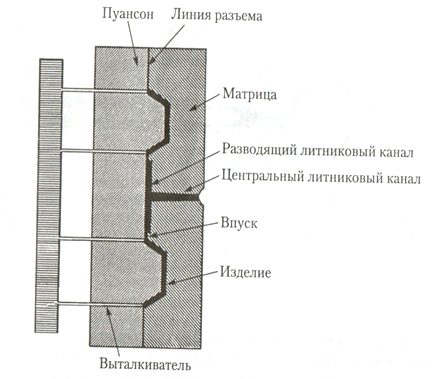 Пуансон
Линия разъема
Матрица
Разводящий литниковый канал
Центральный литниковый канал
Впуск
Изделие
Выталкиватель